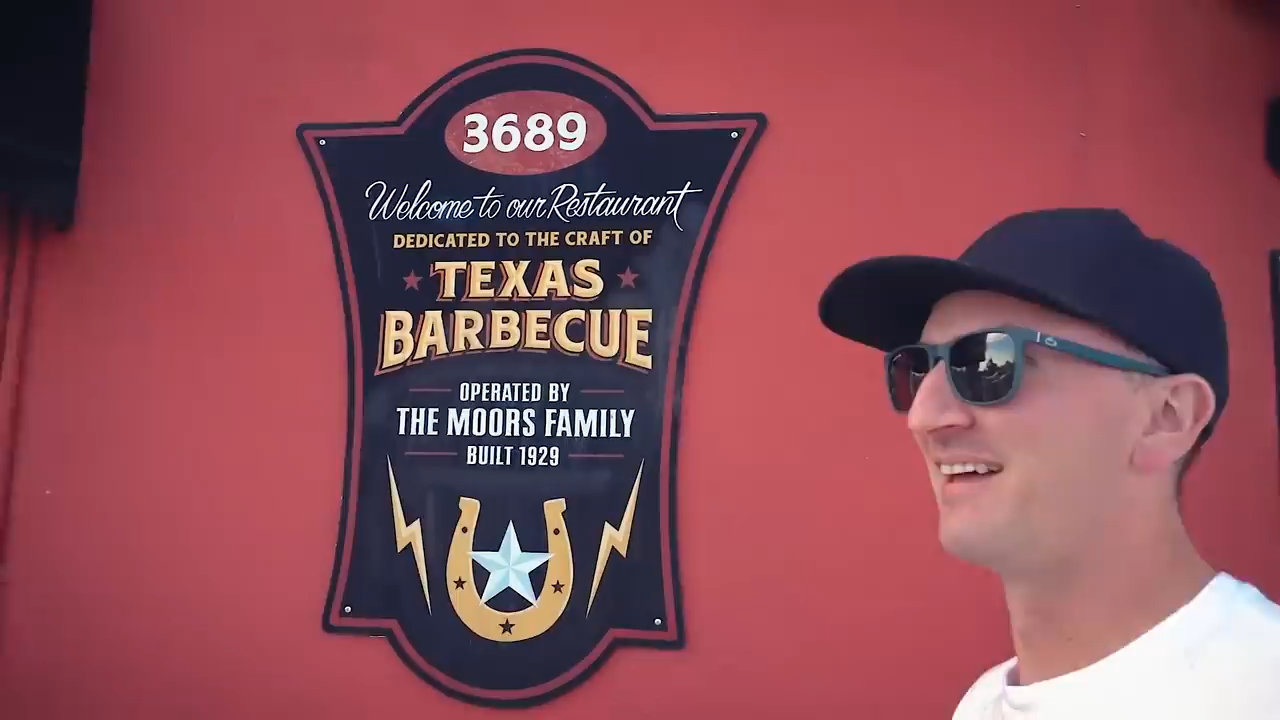 3689
Welcome to our Restaurant
DEDICATED TO THE CRAFT OF
TEXAS
BARBECUE
OPERATED BY
THE MOORS FAMILY
BUILT 1929